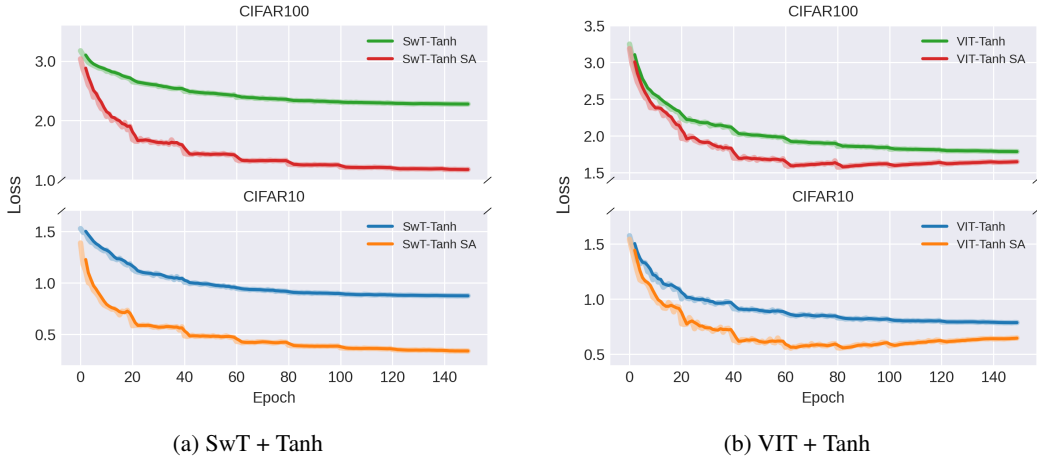 CIFAR100
SwT-Tanh
SwT-Tanh SA
3.0
2.0
1.0
CIFAR10
SwT-Tanh
SwT-Tanh SA
1.5
1.0
0.5
Loss
0 20 40 60 80 100 120 140
Epoch
(a) SwT + Tanh
CIFAR100
VIT-Tanh
VIT-Tanh SA
3.5
3.0
2.5
2.0
1.5
CIFAR10
VIT-Tanh
VIT-Tanh SA
1.5
1.0
0.5
Loss
0 20 40 60 80 100 120 140
Epoch
(b) VIT + Tanh